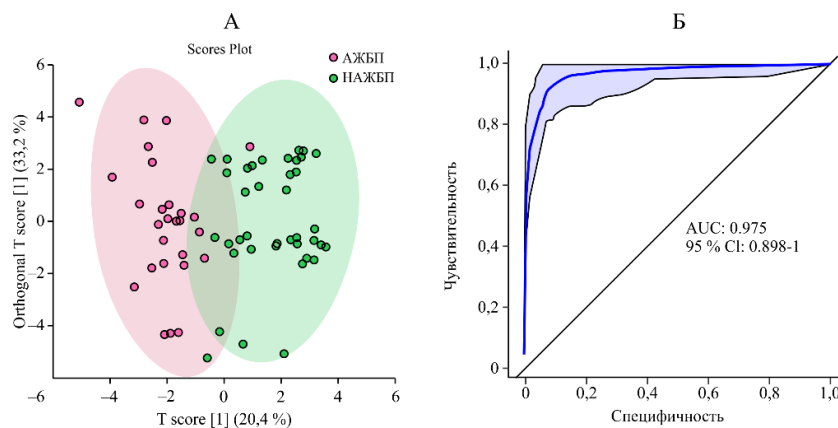 А
Scores Plot
АЖБП
НАЖБП
6
4
2
0
−2
−4
−6
−6
−4
−2
0
2
4
6
Orthogonal T score [1] (33,2 %)
T score [1] (20,4 %)
Б
1,0
0,8
0,6
0,4
0,2
0
0
0,2
0,4
0,6
0,8
1,0
Чувствительность
AUC: 0.975
95 % Cl: 0.898-1
Специфичность